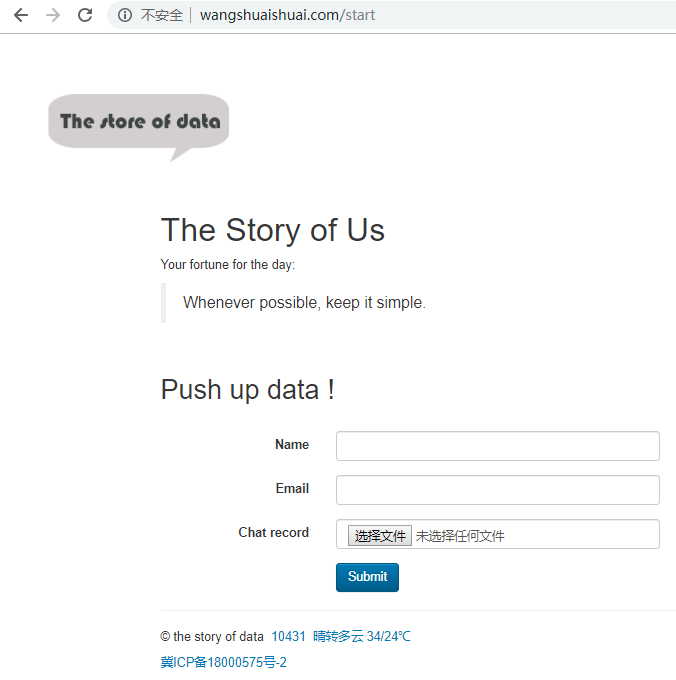 不安全 wangshuaishuai.com/start
The store of data
The Story of Us
Your fortune for the day:
Whenever possible, keep it simple.
Push up data !
Name
Email
Chat record 选择文件 未选择任何文件
Submit
© the story of data 10431 晴转多云 34/24℃
冀ICP备18000575号-2